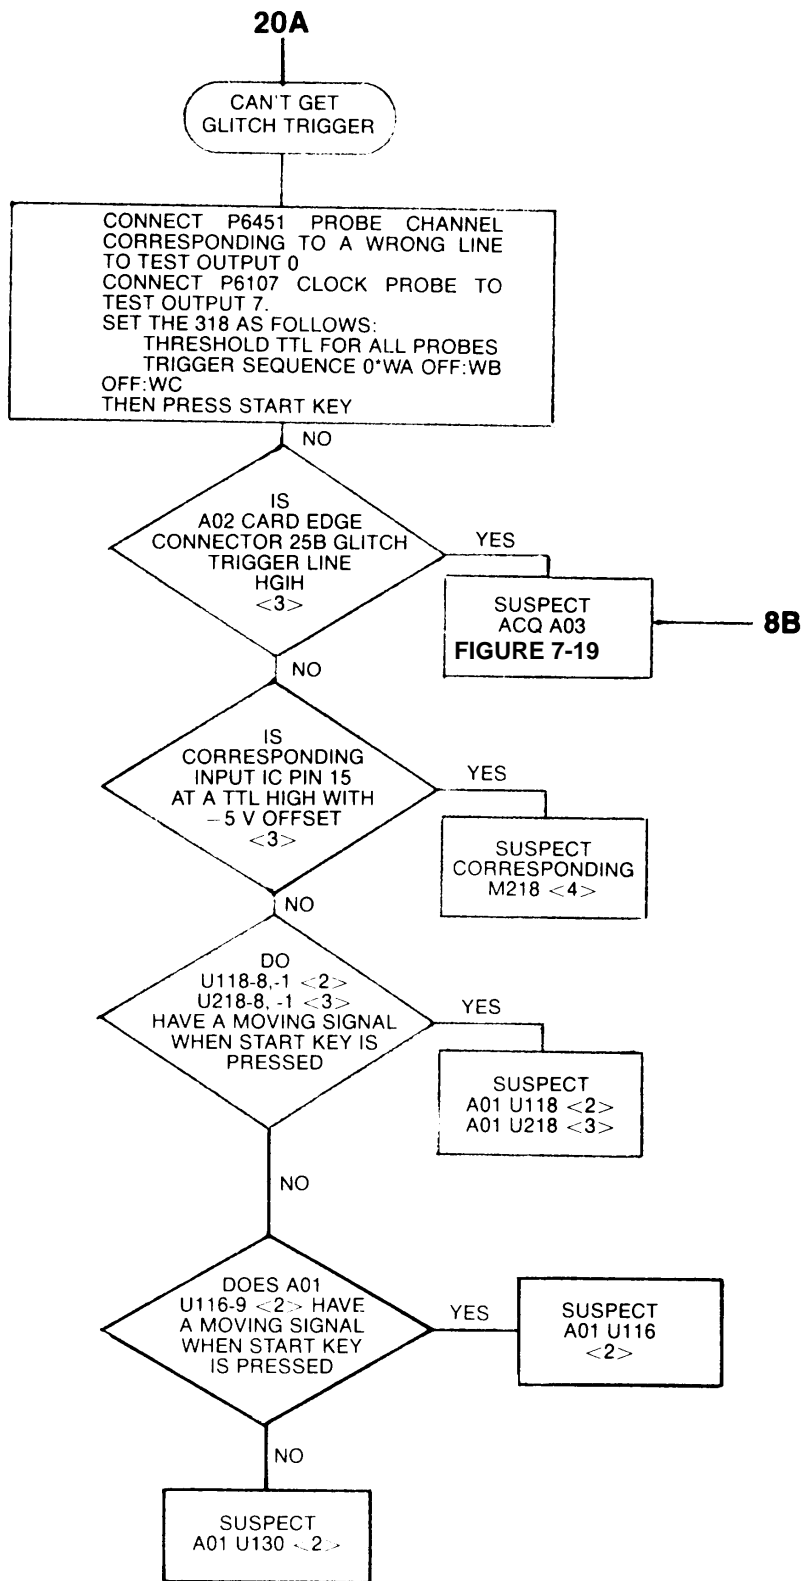 20A
CAN'T GET
GLITCH TRIGGER
CONNECT P6451 PROBE CHANNEL
CORRESPONDING TO A WRONG LINE
TO TEST OUTPUT 0
CONNECT P6107 CLOCK PROBE TO
TEST OUTPUT 7.
SET THE 318 AS FOLLOWS:
THRESHOLD TTL FOR ALL PROBES
TRIGGER SEQUENCE 0*WA OFF:WB
OFF:WC
THEN PRESS START KEY
NO
IS
A02 CARD EDGE
CONNECTOR 25B GLITCH
TRIGGER LINE
HGIH
<3>
YES
SUSPECT
ACQ A03
FIGURE 7-19
8B
NO
IS
CORRESPONDING
INPUT IC PIN 15
AT A TTL HIGH WITH
−5 V OFFSET
<3>
YES
SUSPECT
CORRESPONDING
M218 <4>
NO
DO
U118-8,-1 <2>
U218-8, -1 <3>
HAVE A MOVING SIGNAL
WHEN START KEY IS
PRESSED
YES
SUSPECT
A01 U118 <2>
A01 U218 <3>
NO
DOES A01
U116-9 <2> HAVE
A MOVING SIGNAL
WHEN START KEY
IS PRESSED
YES
SUSPECT
A01 U116
<2>
NO
SUSPECT
A01 U130 <2>